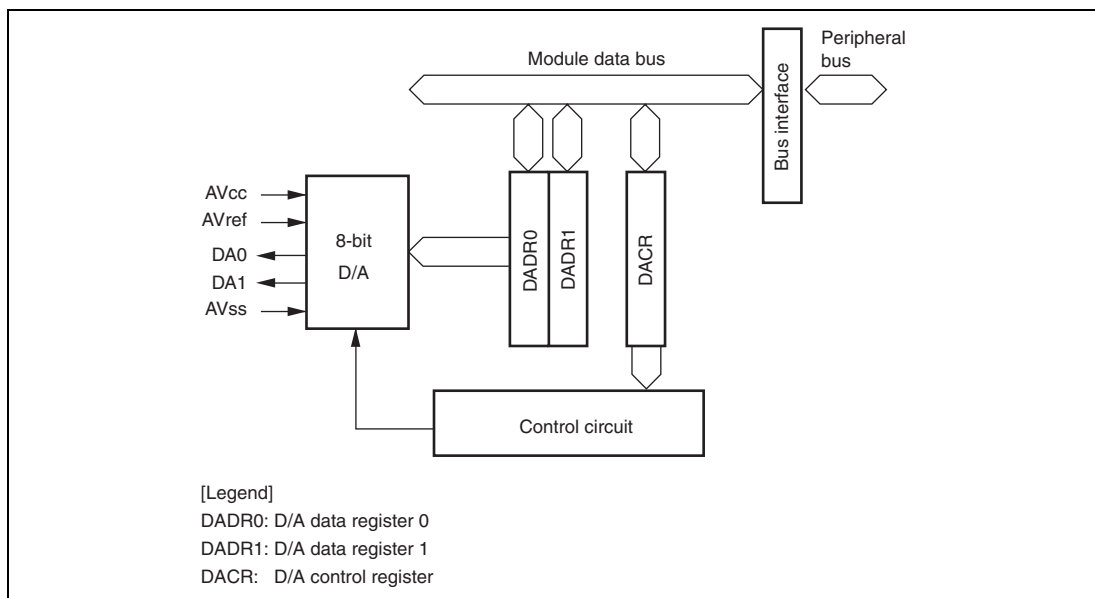 Module data bus
Peripheral
bus
Bus interface
AVcc
AVref
DA0
DA1
AVss
8-bit
D/A
DADR0
DADR1
DACR
Control circuit
[Legend]
DADR0: D/A data register 0
DADR1: D/A data register 1
DACR: D/A control register